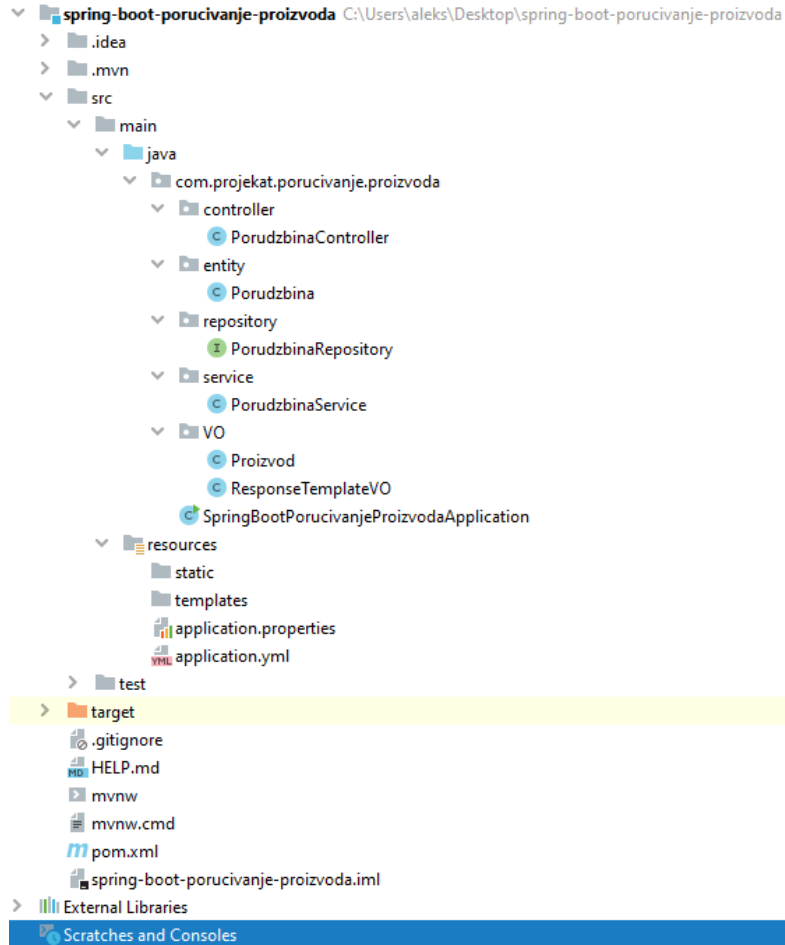 spring-boot-porucivanje-proizvoda C:\Users\aleks\Desktop\spring-boot-porucivanje-proizvoda
.idea
.mvn
src
main
java
com.projekat.porucivanje.proizvoda
controller
C PorudzbinaController
entity
C Porudzbina
repository
I PorudzbinaRepository
service
C PorudzbinaService
VO
C Proizvod
C ResponseTemplateVO
C SpringBootPorucivanjeProizvodaApplication
resources
static
templates
application.properties
YML application.yml
test
target
.gitignore
MD HELP.md
mvnw
mvnw.cmd
m pom.xml
spring-boot-porucivanje-proizvoda.iml
External Libraries
Scratches and Consoles